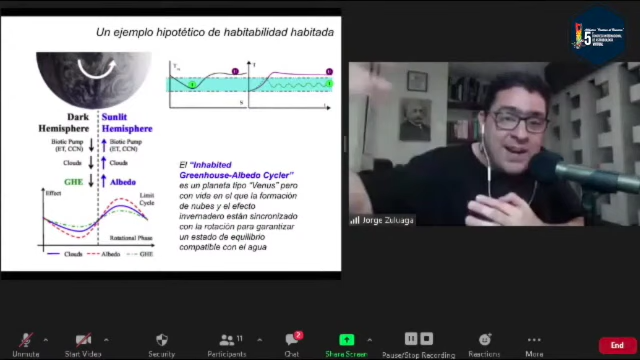 Un ejemplo hipotético de habitabilidad habitada
Dark
Hemisphere
Sunlit
Hemisphere
Biotic Pump
(ET, CCN)
Biotic Pump
(ET, CCN)
Clouds
Clouds
GHE
Albedo
Effect
Limit
Cycle
Rotational Phase
Clouds
Albedo
GHE
El "Inhabited
Greenhouse-Albedo Cycler"
es un planeta tipo "Venus" pero
con vida en el que la formación
de nubes y el efecto
invernadero están sincronizado
con la rotación para garantizar
un estado de equilibrio
compatible con el agua
5
Jorge Zuluaga
Unmute
Start Video
Security
Participants
11
Chat
2
Share Screen
Pause/Stop Recording
Reactions
More
End